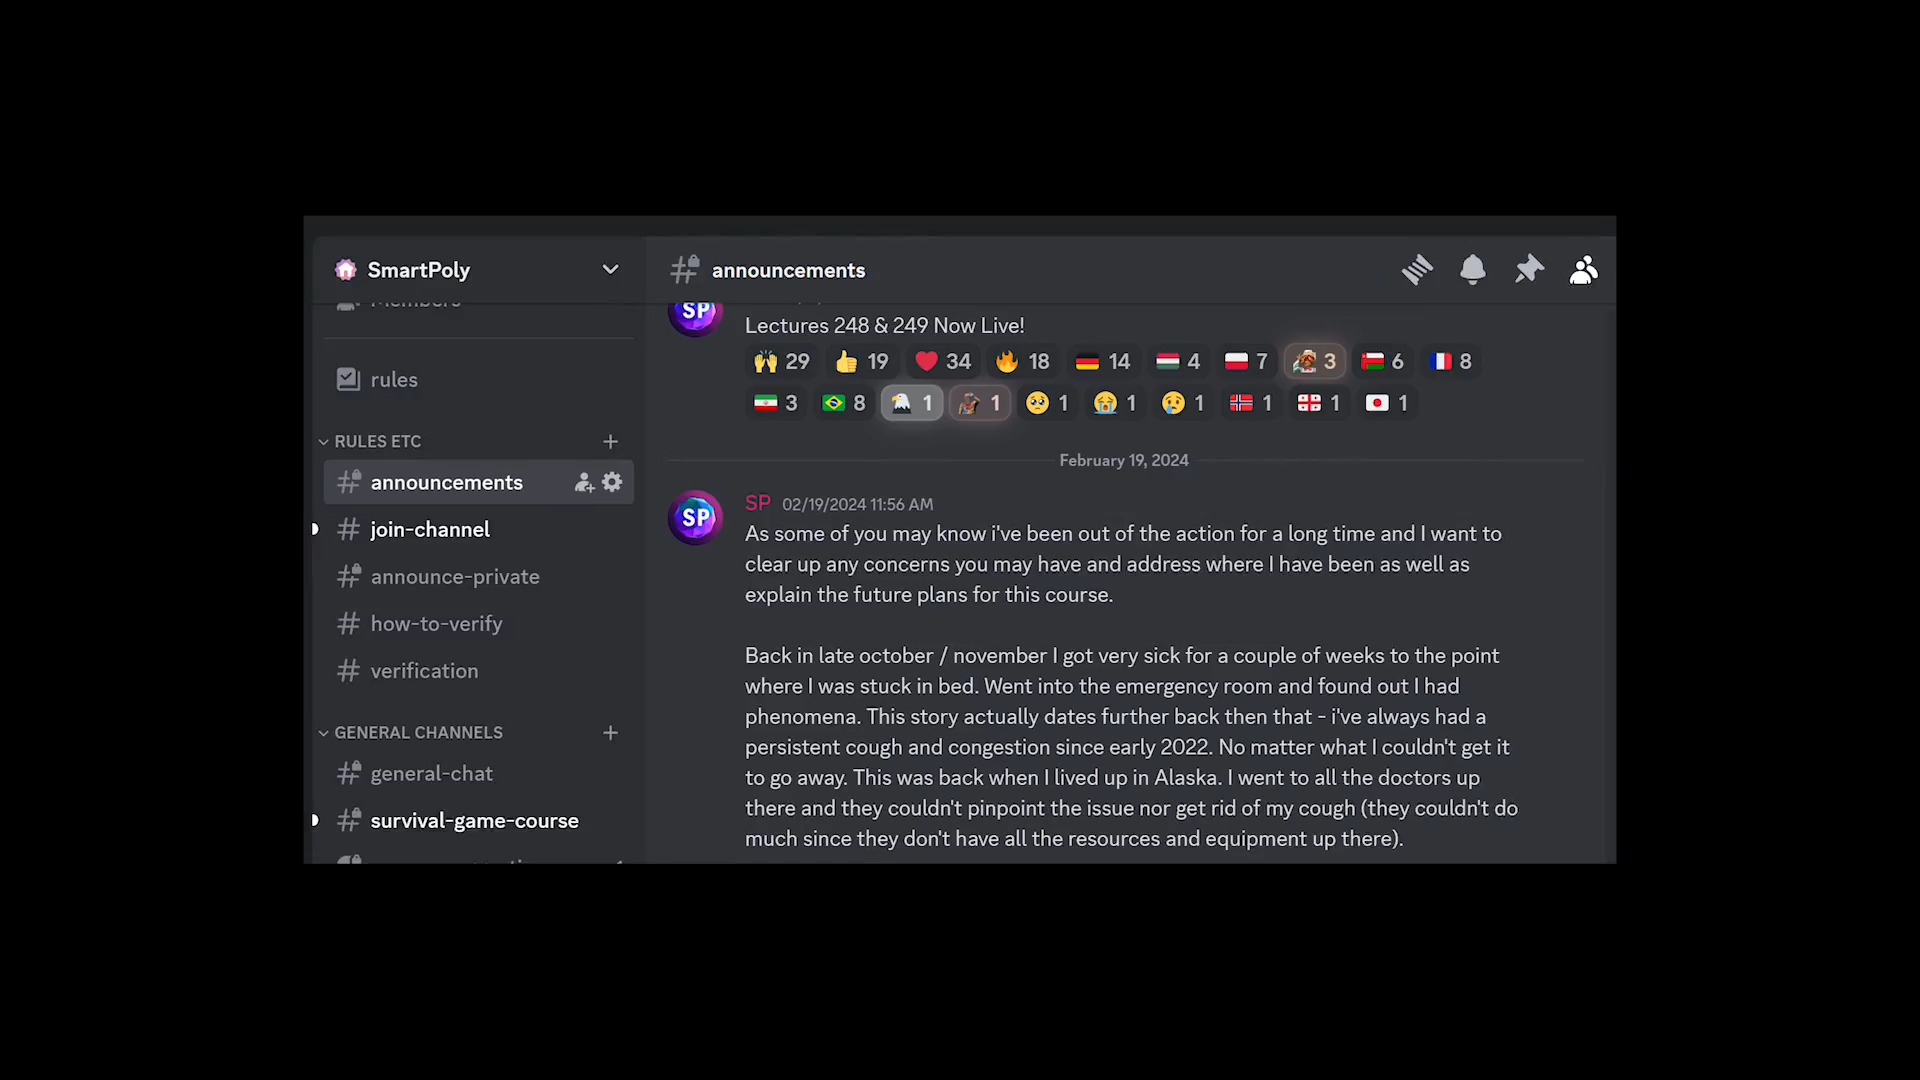 SmartPoly
Members
rules
RULES ETC
announcements
join-channel
announce-private
how-to-verify
verification
GENERAL CHANNELS
general-chat
survival-game-course
announcements
SP
Lectures 248 & 249 Now Live!
29 19 34 18 14 4 7 3 6 8
3 8 1 1 1 1 1 1 1 1
February 19, 2024
SP 02/19/2024 11:56 AM
SP
As some of you may know i've been out of the action for a long time and I want to
clear up any concerns you may have and address where I have been as well as
explain the future plans for this course.
Back in late october / november I got very sick for a couple of weeks to the point
where I was stuck in bed. Went into the emergency room and found out I had
phenomena. This story actually dates further back then that - i've always had a
persistent cough and congestion since early 2022. No matter what I couldn't get it
to go away. This was back when I lived up in Alaska. I went to all the doctors up
there and they couldn't pinpoint the issue nor get rid of my cough (they couldn't do
much since they don't have all the resources and equipment up there).